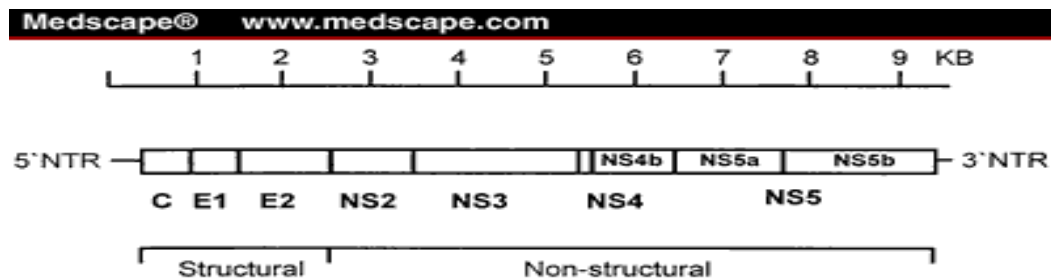 Medscape® www.medscape.com
1 2 3 4 5 6 7 8 9 KB
5`NTR NS4b NS5a NS5b 3`NTR
C E1 E2 NS2 NS3 NS4 NS5
Structural Non-structural